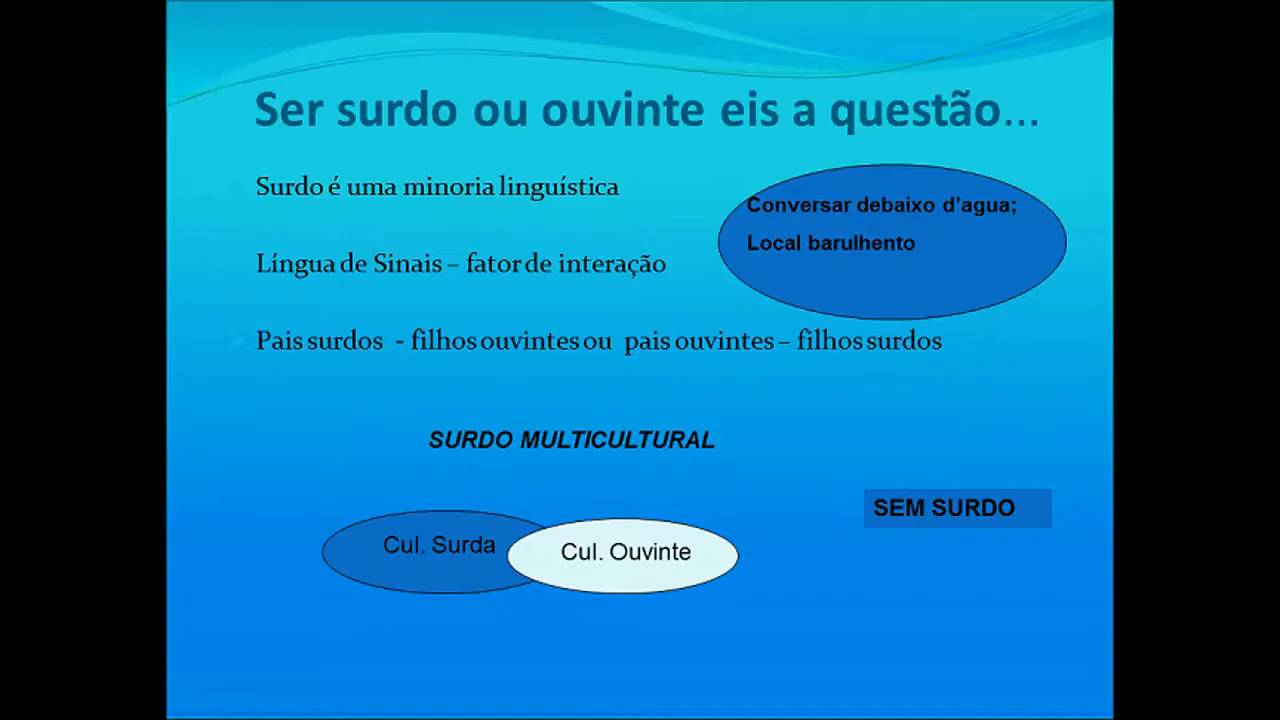 Ser surdo ou ouvinte eis a questão...
Surdo é uma minoria linguística
Conversar debaixo d’agua;
Local barulhento
Língua de Sinais – fator de interação
Pais surdos - filhos ouvintes ou pais ouvintes – filhos surdos
SURDO MULTICULTURAL
SEM SURDO
Cul. Surda
Cul. Ouvinte